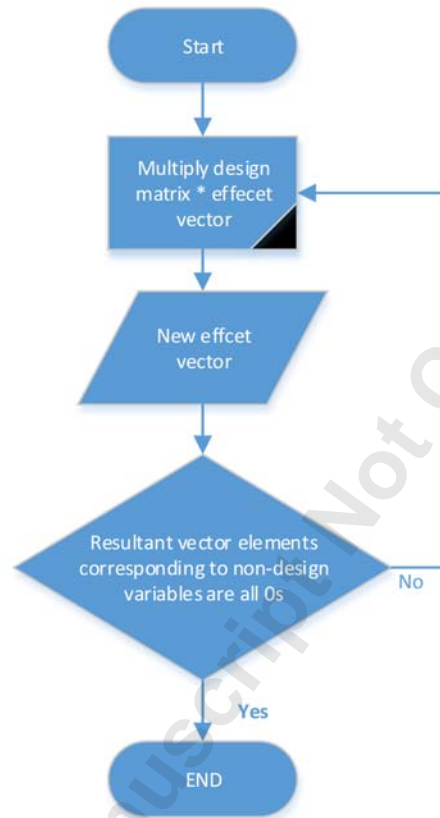 Start
Multiply design
matrix * effecet
vector
New effcet
vector
Resultant vector elements
corresponding to non-design
variables are all 0s
No
Yes
END